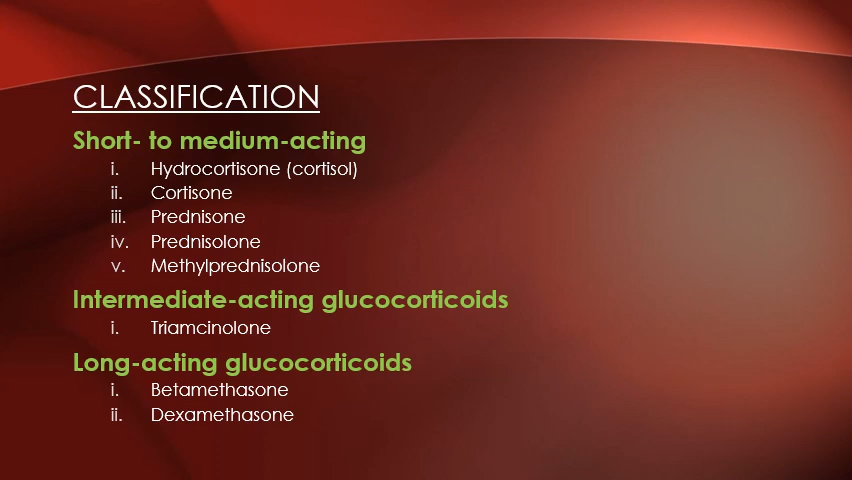 CLASSIFICATION
Short- to medium-acting
i. Hydrocortisone (cortisol)
ii. Cortisone
iii. Prednisone
iv. Prednisolone
v. Methylprednisolone
Intermediate-acting glucocorticoids
i. Triamcinolone
Long-acting glucocorticoids
i. Betamethasone
ii. Dexamethasone